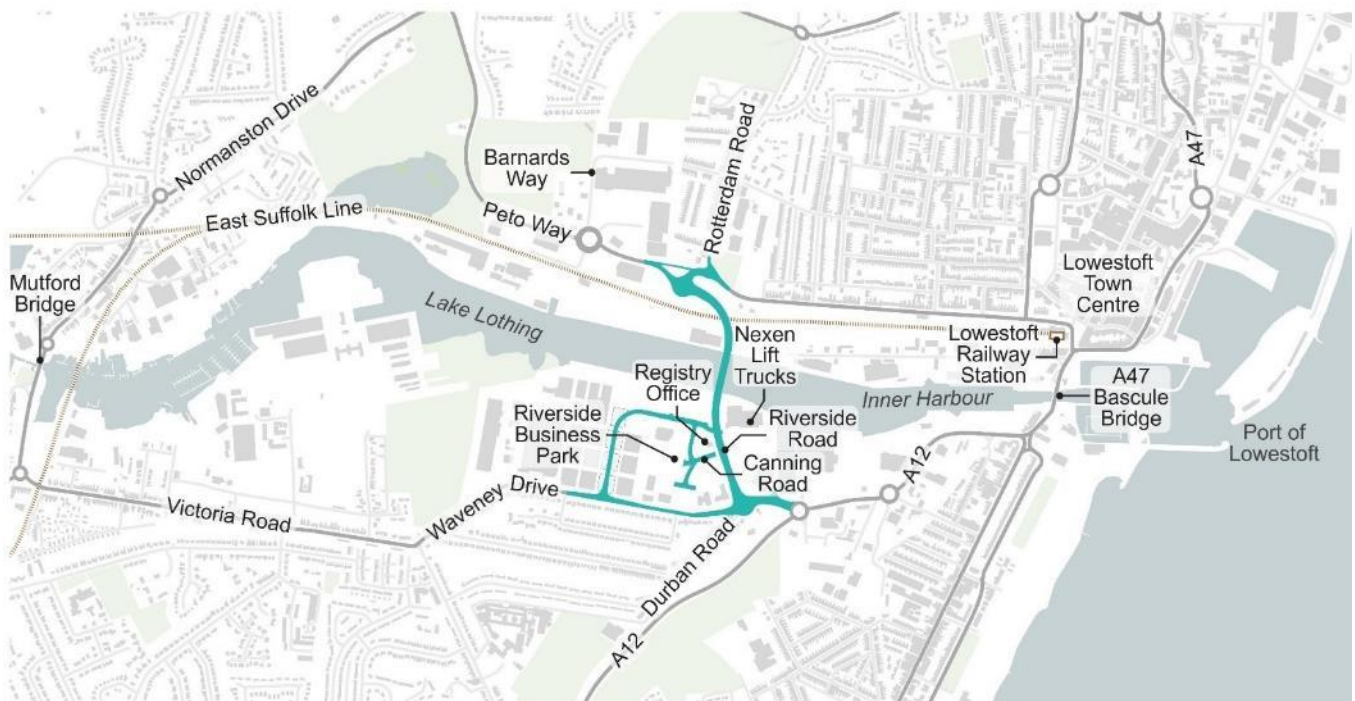 Normanston Drive
Barnards
Way
Rotterdam Road
A47
East Suffolk Line
Peto Way
Mutford
Bridge
Lake Lothing
Lowestoft
Town
Centre
Nexen
Lift
Trucks
Lowestoft
Railway
Station
Registry
Office
A47
Bascule
Bridge
Inner Harbour
Riverside
Business
Park
Riverside
Road
Port of
Lowestoft
Canning
Road
A12
Victoria Road
Waveney Drive
Durban Road
A12